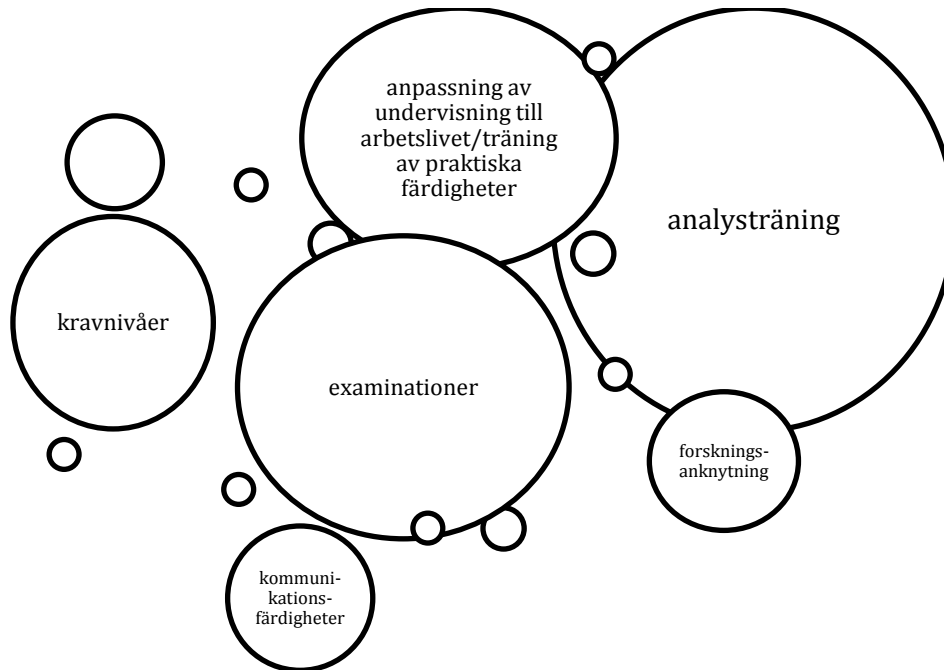 anpassning av
undervisning till
arbetslivet/träning
av praktiska
färdigheter
analysträning
kravnivåer
examinationer
forsknings-
anknytning
kommuni-
kations-
färdigheter